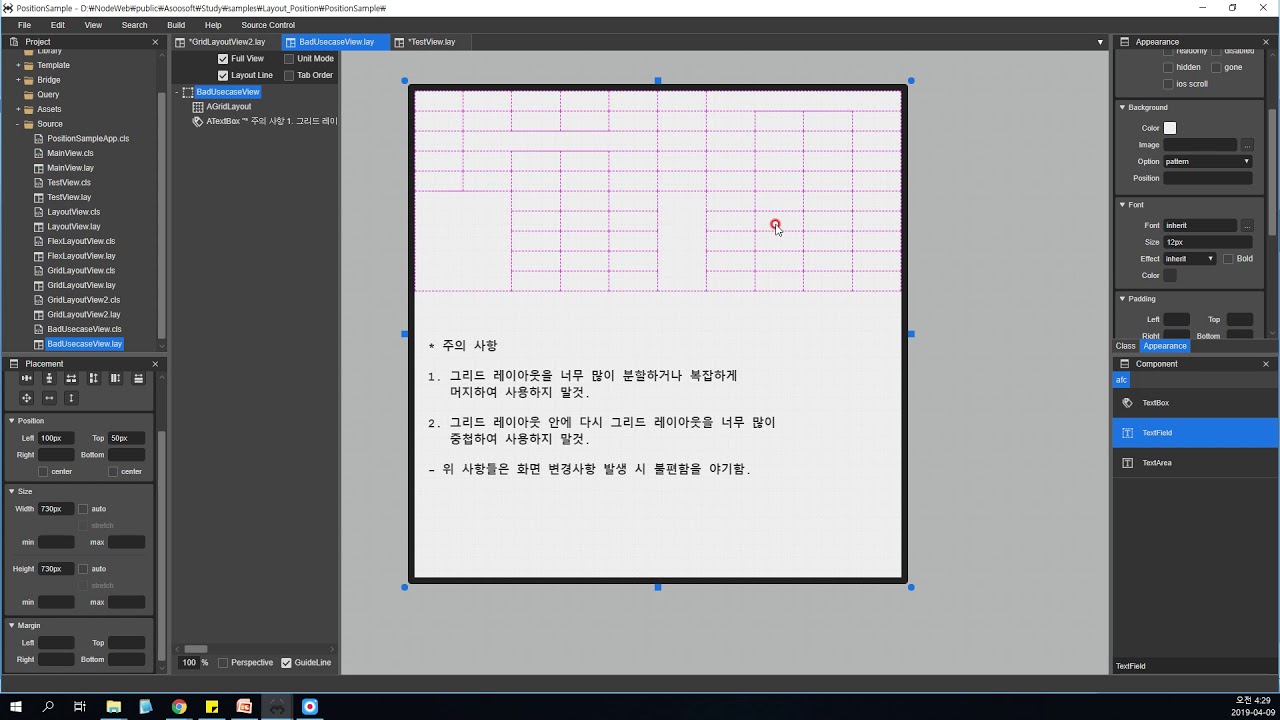 PositionSample - D:₩NodeWeb₩public₩Asoosoft₩Study₩samples₩Layout_Position₩PositionSample₩
File Edit View Search Build Help Source Control
Project
Library
Template
Bridge
Query
Assets
Source
PositionSampleApp.cls
MainView.cls
MainView.lay
TestView.cls
TestView.lay
LayoutView.cls
LayoutView.lay
FlexLayoutView.cls
FlexLayoutView.lay
GridLayoutView.cls
GridLayoutView.lay
GridLayoutView2.cls
GridLayoutView2.lay
BadUsecaseView.cls
BadUsecaseView.lay
Placement
Position
Left 100px Top 50px
Right Bottom
center center
Size
Width 730px auto
stretch
min max
Height 730px auto
stretch
min max
Margin
Left Top
Right Bottom
*GridLayoutView2.lay BadUsecaseView.lay *TestView.lay
Full View Unit Mode
Layout Line Tab Order
BadUsecaseView
AGridLayout
ATextBox "* 주의 사항 1. 그리드 레이
100 % Perspective GuideLine
* 주의 사항
1. 그리드 레이아웃을 너무 많이 분할하거나 복잡하게
머지하여 사용하지 말것.
2. 그리드 레이아웃 안에 다시 그리드 레이아웃을 너무 많이
중첩하여 사용하지 말것.
- 위 사항들은 화면 변경사항 발생 시 불편함을 야기함.
Appearance
readonly disabled
hidden gone
ios scroll
Background
Color
Image ...
Option pattern
Position
Font
Font inherit ...
Size 12px
Effect inherit Bold
Color
Padding
Left Top
Right Bottom
Class Appearance
Component
afc
TextBox
TextField
TextArea
TextField
오전 4:29
2019-04-09